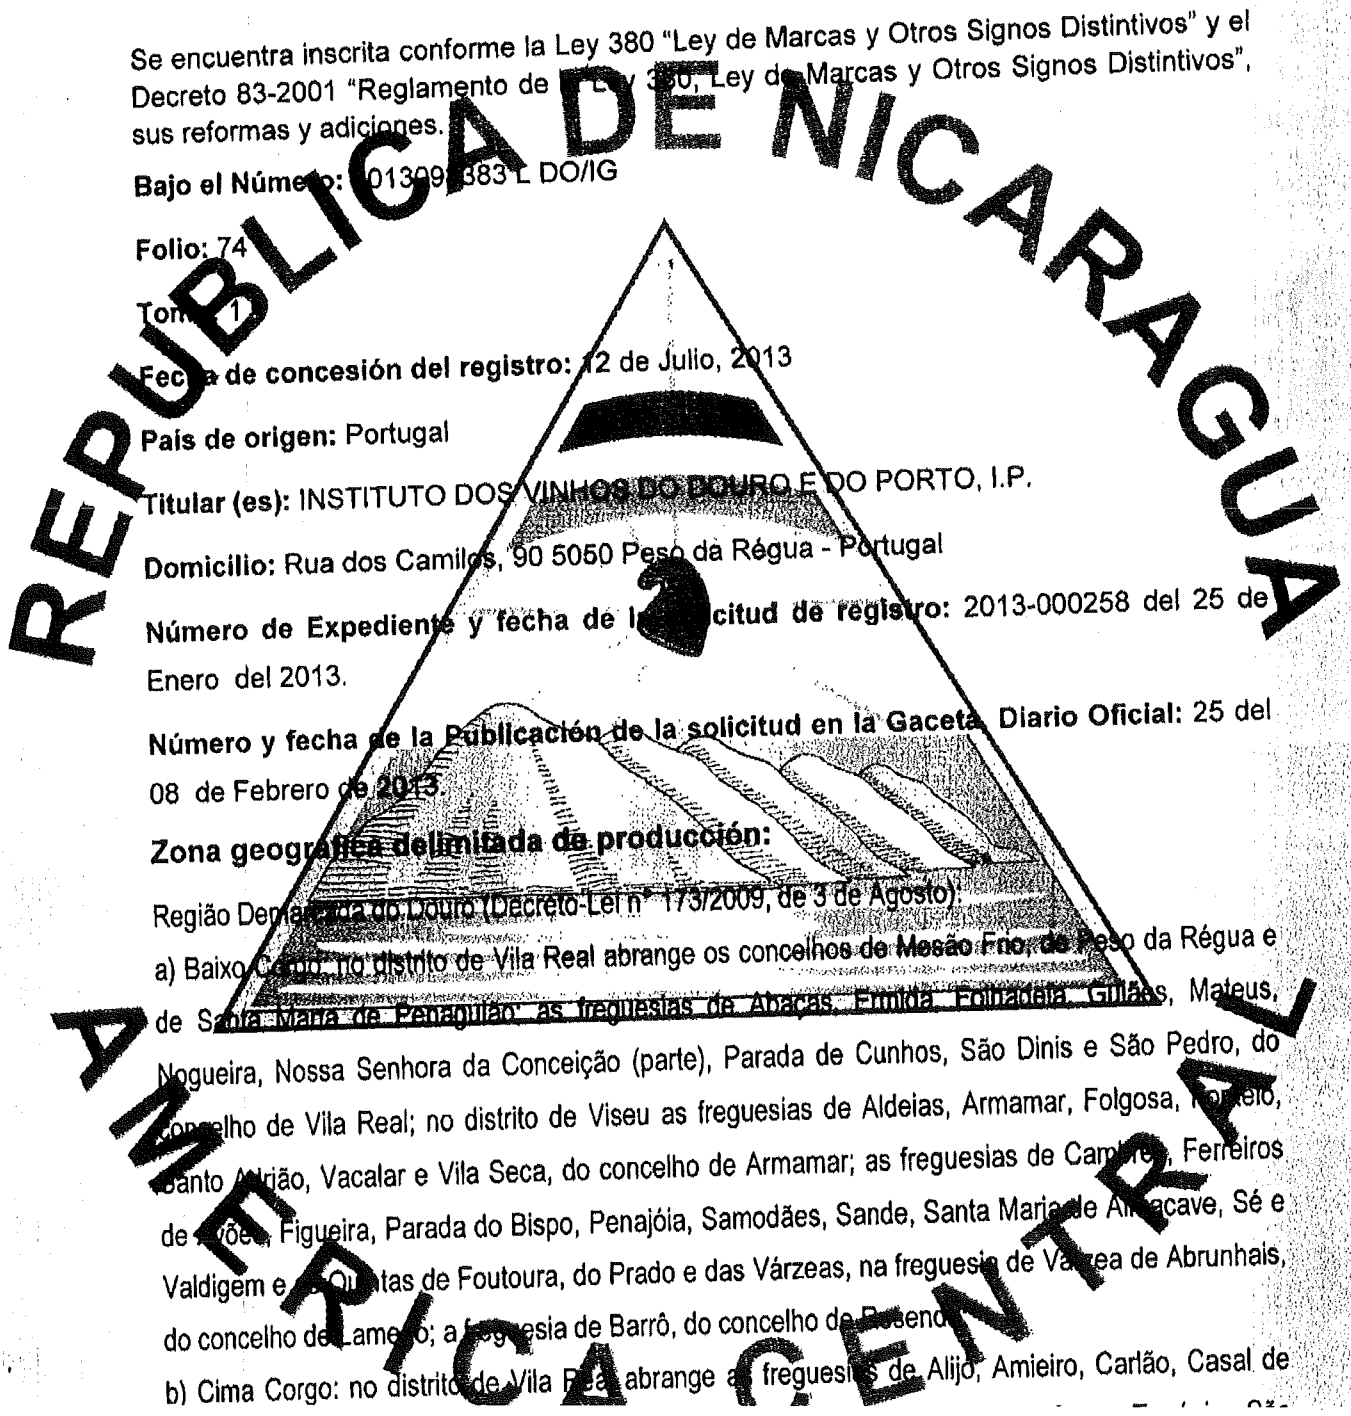 Se encuentra inscrita conforme la Ley 380 “Ley de Marcas y Otros Signos Distintivos” y el
Decreto 83-2001 “Reglamento de la Ley 380, Ley de Marcas y Otros Signos Distintivos”,
sus reformas y adiciones.
REPUBLICA DE NICARAGUA
Bajo el Número: DO/IG
Folio: 74
Tomo: 1
Fecha de concesión del registro: 12 de Julio, 2013
País de origen: Portugal
Titular (es): INSTITUTO DOS VINHOS DO DOURO E DO PORTO, I.P.
Domicilio: Rua dos Camilos, 90 5050 Peso da Régua - Portugal
Número de Expediente y fecha de la solicitud de registro: 2013-000258 del 25 de
Enero del 2013.
Número y fecha de la Publicación de la solicitud en la Gaceta, Diario Oficial: 25 del
08 de Febrero de 2013.
Zona geográfica delimitada de producción:
Região Demarcada do Douro (Decreto-Lei n° 173/2009, de 3 de Agosto):
a) Baixo Corgo: no distrito de Vila Real abrange os concelhos de Mesão Frio, de Peso da Régua e
de Santa Maria de Penaguião; as freguesias de Abaças, Ermida, Folhadela, Guiães, Mateus,
Nogueira, Nossa Senhora da Conceição (parte), Parada de Cunhos, São Dinis e São Pedro, do
concelho de Vila Real; no distrito de Viseu as freguesias de Aldeias, Armamar, Folgosa,
Santo Adrião, Vacalar e Vila Seca, do concelho de Armamar; as freguesias de Cambres, Ferreiros
de Avões, Figueira, Parada do Bispo, Penajóia, Samodães, Sande, Santa Maria de Almacave, Sé e
Valdigem e as Quintas de Foutoura, do Prado e das Várzeas, na freguesia de Várzea de Abrunhais,
do concelho de Lamego; a freguesia de Barrô, do concelho de Resende
b) Cima Corgo: no distrito de Vila Real abrange as freguesias de Alijó, Amieiro, Carlão, Casal de
AMERICA CENTRAL